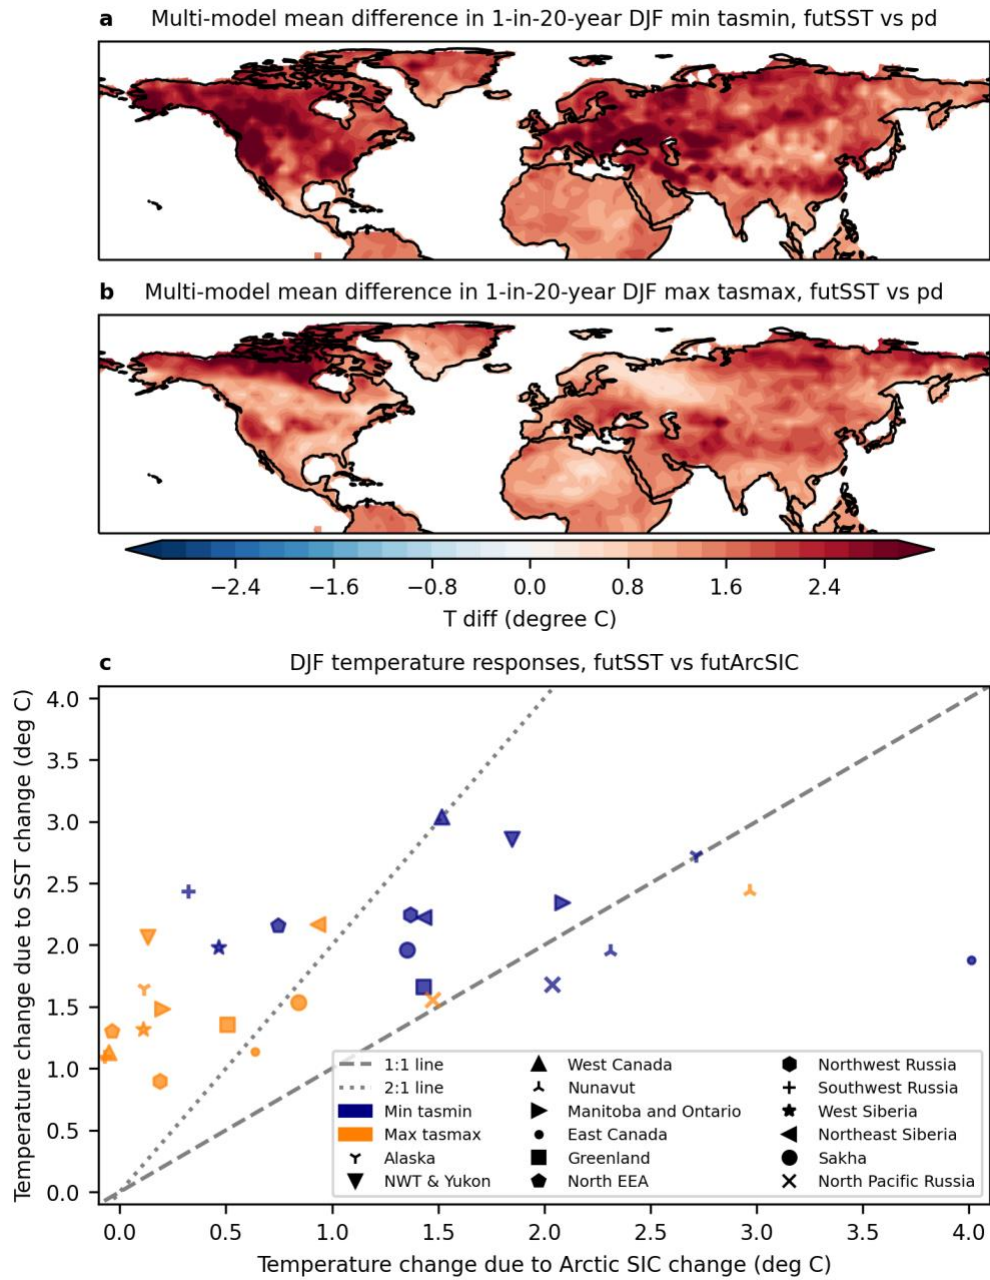 a Multi-model mean difference in 1-in-20-year DJF min tasmin, futSST vs pd
b Multi-model mean difference in 1-in-20-year DJF max tasmax, futSST vs pd
−2.4 −1.6 −0.8 0.0 0.8 1.6 2.4
T diff (degree C)
c DJF temperature responses, futSST vs futArcSIC
Temperature change due to SST change (deg C)
4.0
3.5
3.0
2.5
2.0
1.5
1.0
0.5
0.0
1:1 line
2:1 line
Min tasmin
Max tasmax
Alaska
NWT & Yukon
West Canada
Nunavut
Manitoba and Ontario
East Canada
Greenland
North EEA
Northwest Russia
Southwest Russia
West Siberia
Northeast Siberia
Sakha
North Pacific Russia
0.0 0.5 1.0 1.5 2.0 2.5 3.0 3.5 4.0
Temperature change due to Arctic SIC change (deg C)